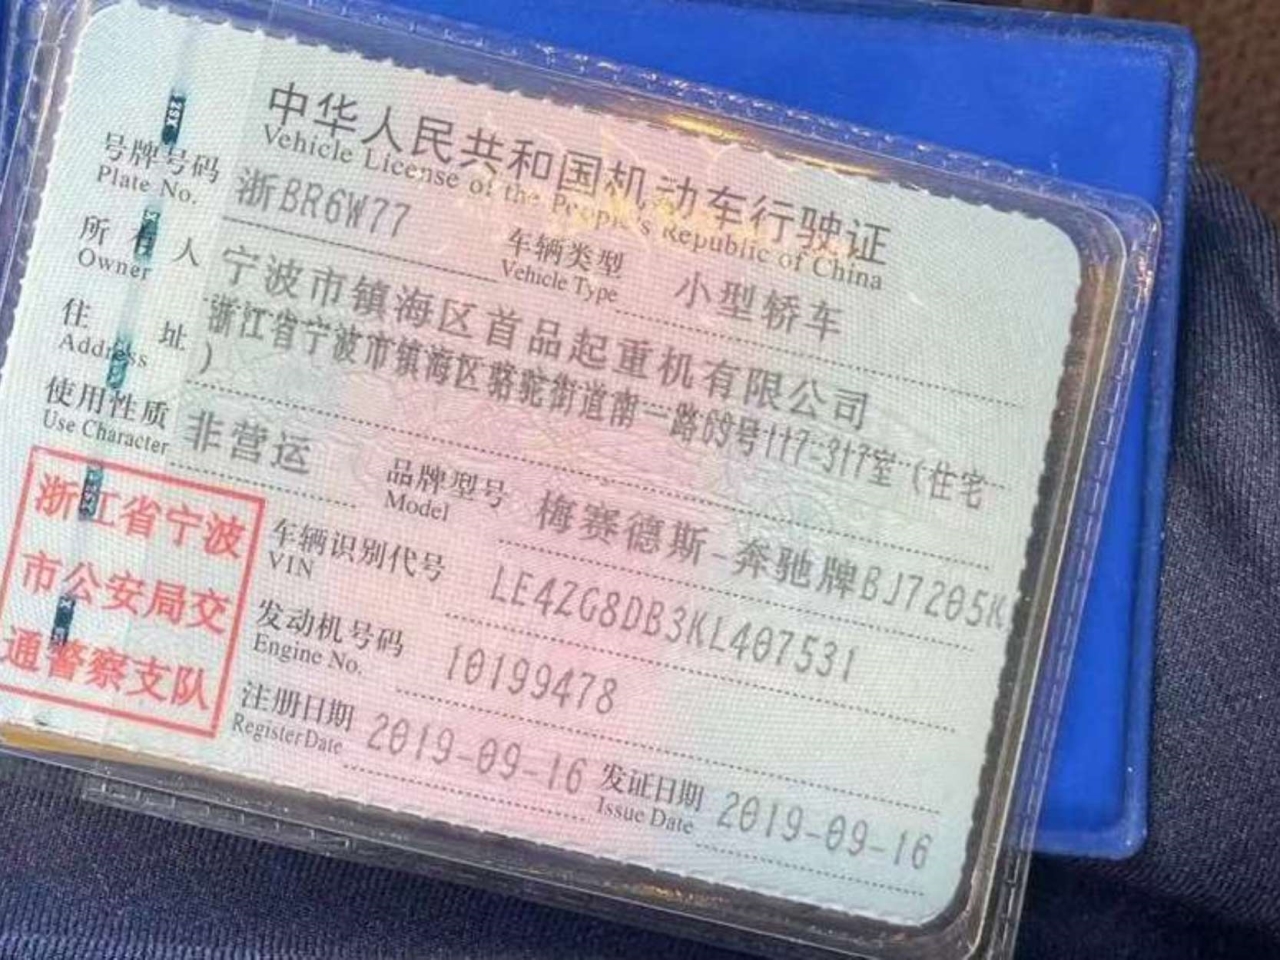 中华人民共和国机动车行驶证
Vehicle License of the People's Republic of China
号牌号码 浙BR6W77 车辆类型 小型轿车
Plate No. Vehicle Type
所有人 宁波市镇海区首品起重机有限公司
Owner
住址 浙江省宁波市镇海区骆驼街道南一路69号117-317室(住宅
)
Address
使用性质 非营运 品牌型号 梅赛德斯-奔驰牌BJ7205K
Use Character Model
车辆识别代号 LE4ZG8DB3KL407531
VIN
发动机号码 10199478
Engine No.
注册日期 2019-09-16 发证日期 2019-09-16
Register Date Issue Date
浙江省宁波
市公安局交
通警察支队